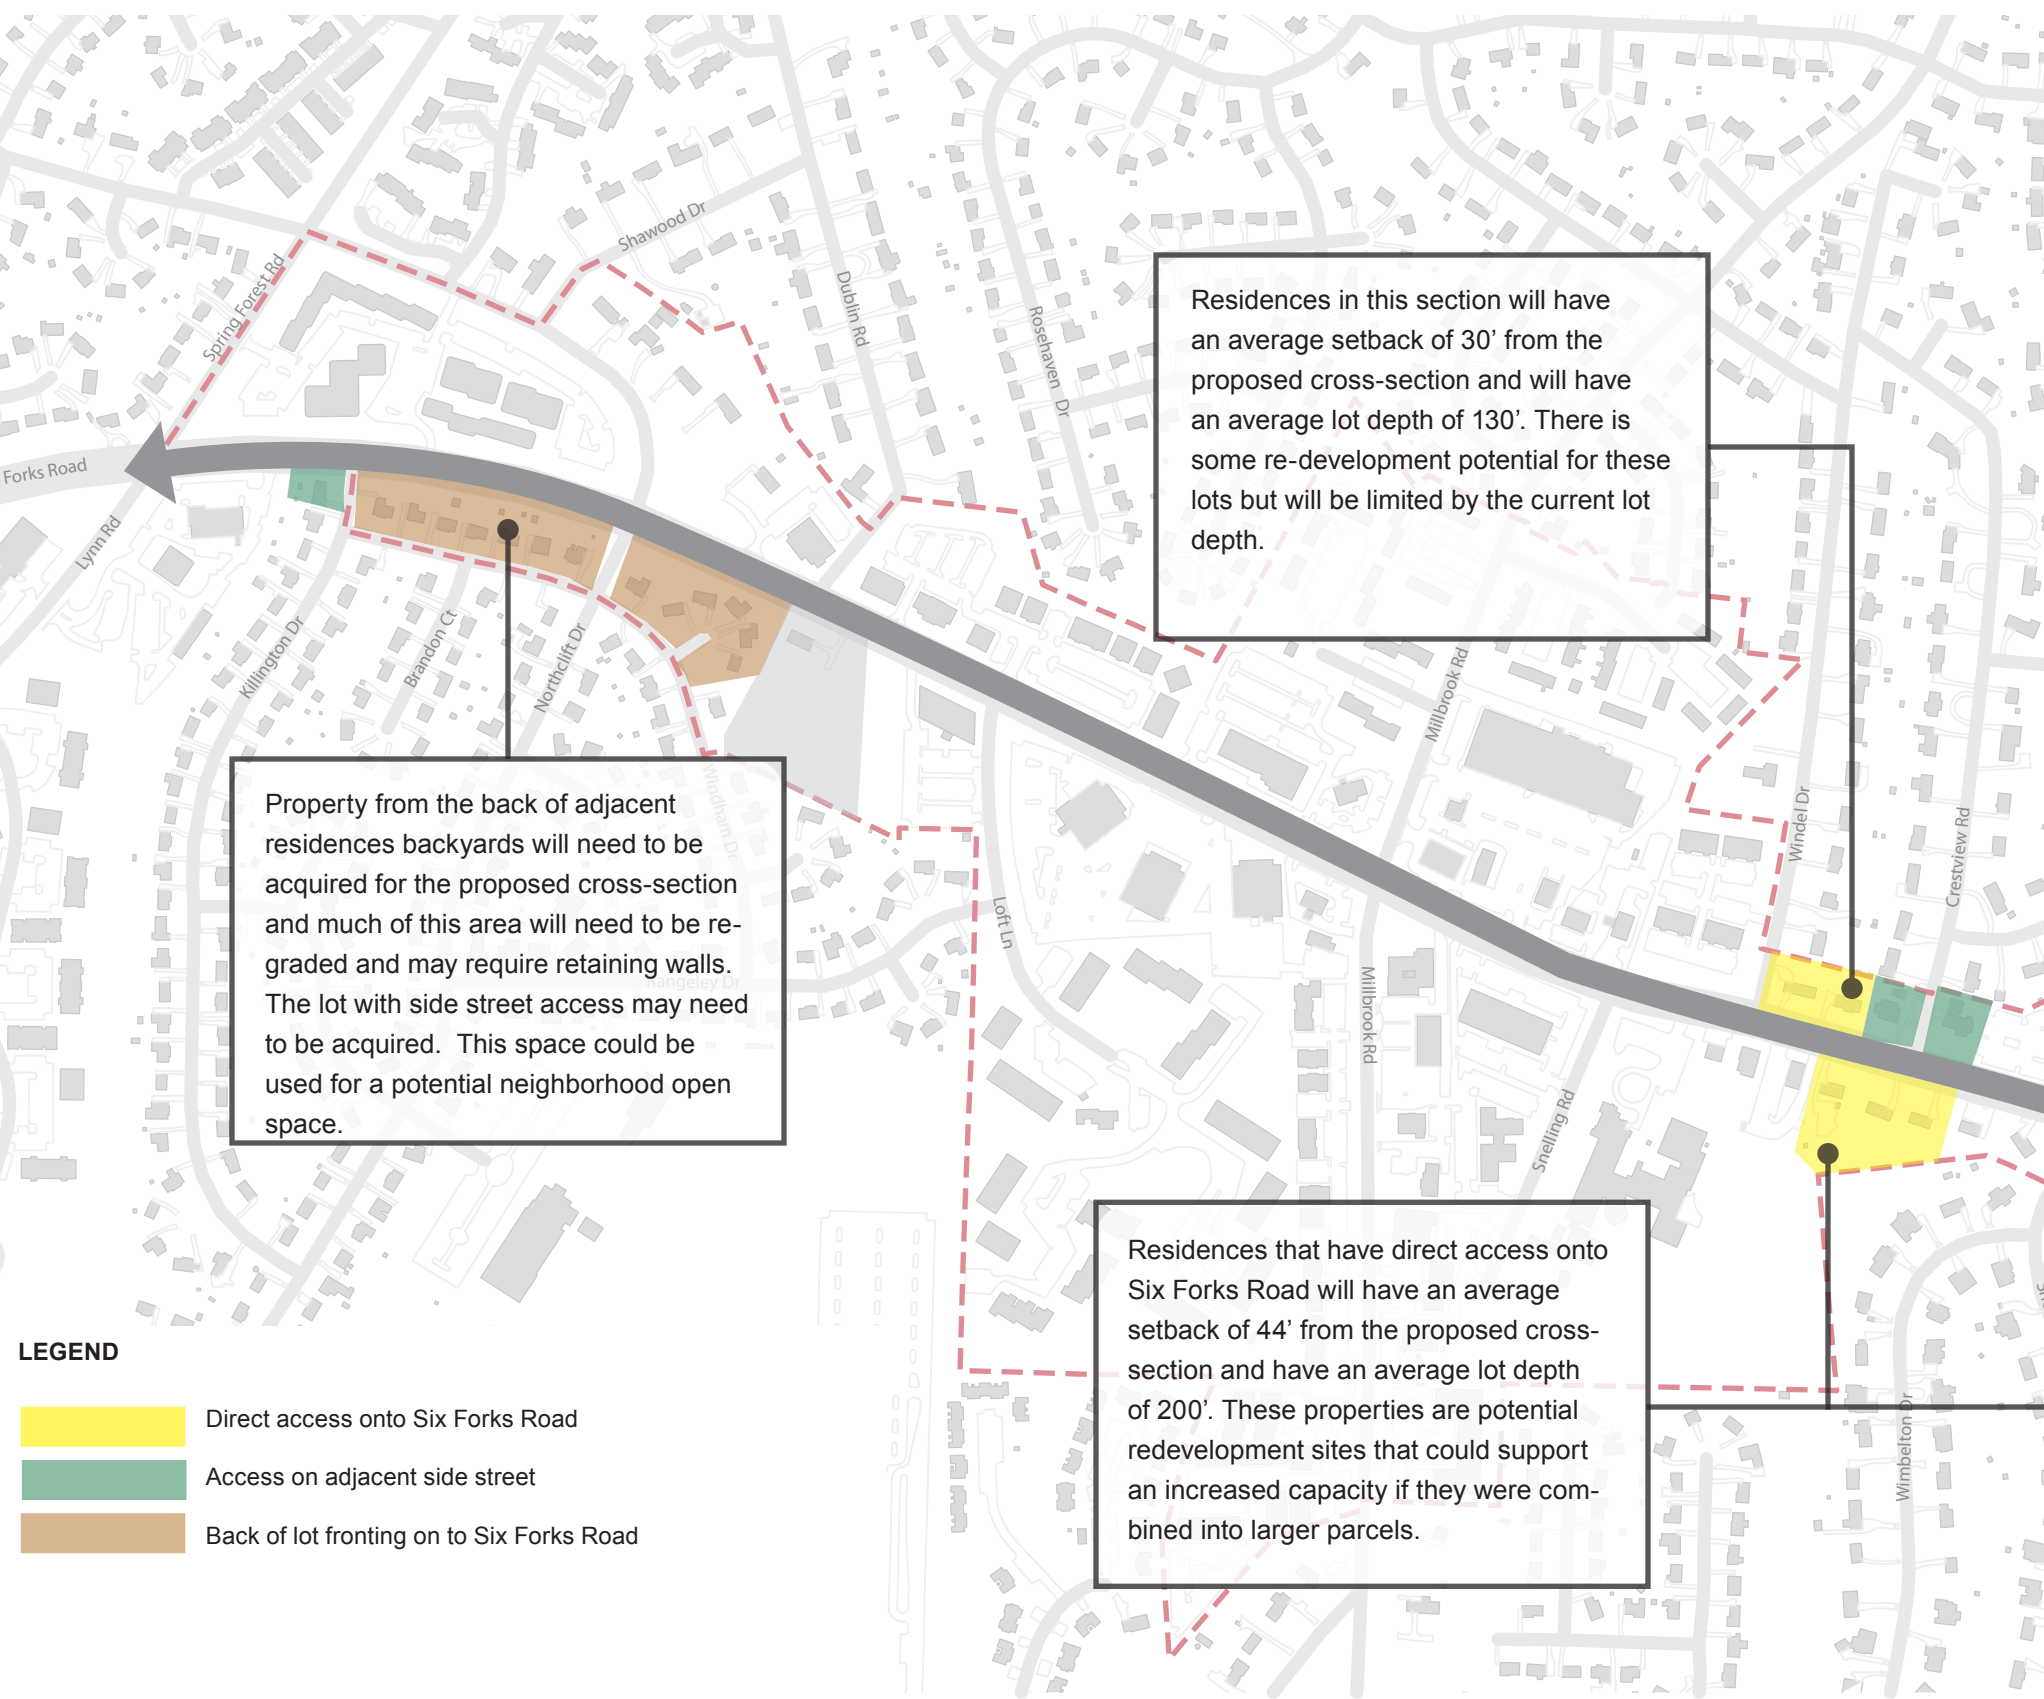 Shawood Dr
Spring Forest Rd
Dublin Rd
Rosehaven Dr
Residences in this section will have
an average setback of 30’ from the
proposed cross-section and will have
an average lot depth of 130’. There is
some re-development potential for these
lots but will be limited by the current lot
depth.
Forks Road
Lynn Rd
Killington Dr
Brandon Ct
Northclift Dr
Millbrook Rd
Windel Dr
Crestview Rd
Windham Dr
Property from the back of adjacent
residences backyards will need to be
acquired for the proposed cross-section
and much of this area will need to be re-
graded and may require retaining walls.
The lot with side street access may need
to be acquired.  This space could be
used for a potential neighborhood open
space.
Rangeley Dr
Loft Ln
Millbrook Rd
Snelling Rd
Residences that have direct access onto
Six Forks Road will have an average
setback of 44’ from the proposed cross-
section and have an average lot depth
of 200’. These properties are potential
redevelopment sites that could support
an increased capacity if they were com-
bined into larger parcels.
Wimbelton Dr
LEGEND
Direct access onto Six Forks Road
Access on adjacent side street
Back of lot fronting on to Six Forks Road